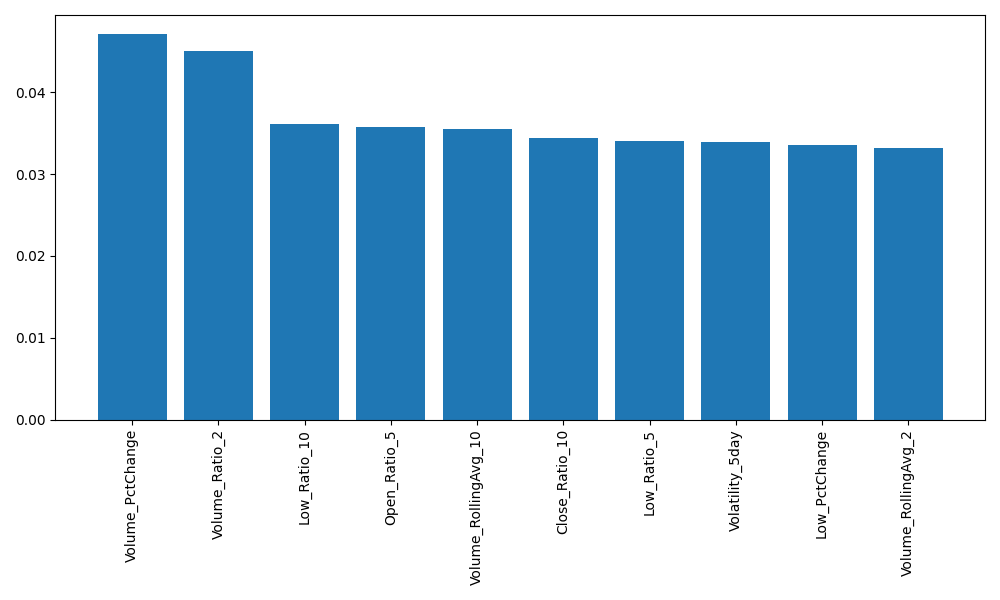 0.04
0.03
0.02
0.01
0.00
Volume_PctChange
Volume_Ratio_2
Low_Ratio_10
Open_Ratio_5
Volume_RollingAvg_10
Close_Ratio_10
Low_Ratio_5
Volatility_5day
Low_PctChange
Volume_RollingAvg_2